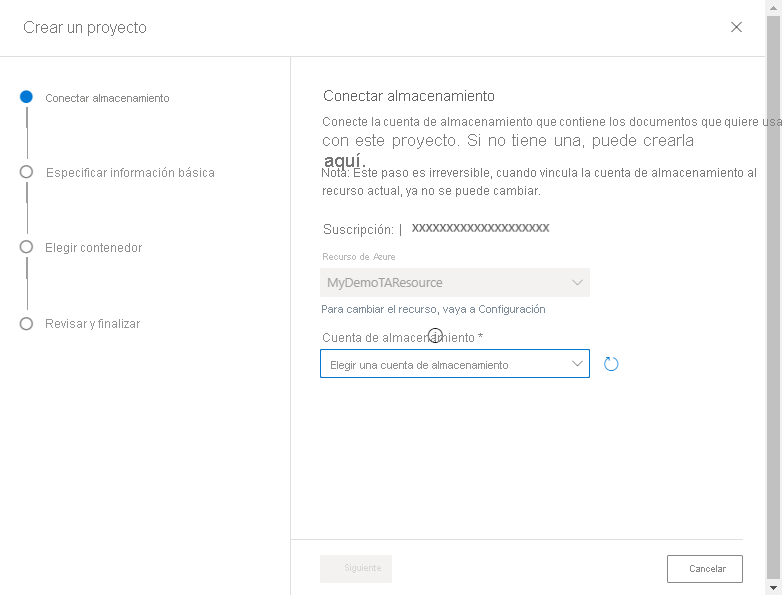 Crear un proyecto
Conectar almacenamiento
Especificar información básica
Elegir contenedor
Revisar y finalizar
Conectar almacenamiento
Conecte la cuenta de almacenamiento que contiene los documentos que quiere usa
con este proyecto. Si no tiene una, puede crearla
aquí.
Nota: Este paso es irreversible, cuando vincula la cuenta de almacenamiento al
recurso actual, ya no se puede cambiar.
Suscripción: | xxxxxxxxxxxxxxxxxxxx
Recurso de Azure
MyDemoTAResource
Para cambiar el recurso, vaya a Configuración
Cuenta de almacenamiento *
Elegir una cuenta de almacenamiento
Siguiente
Cancelar